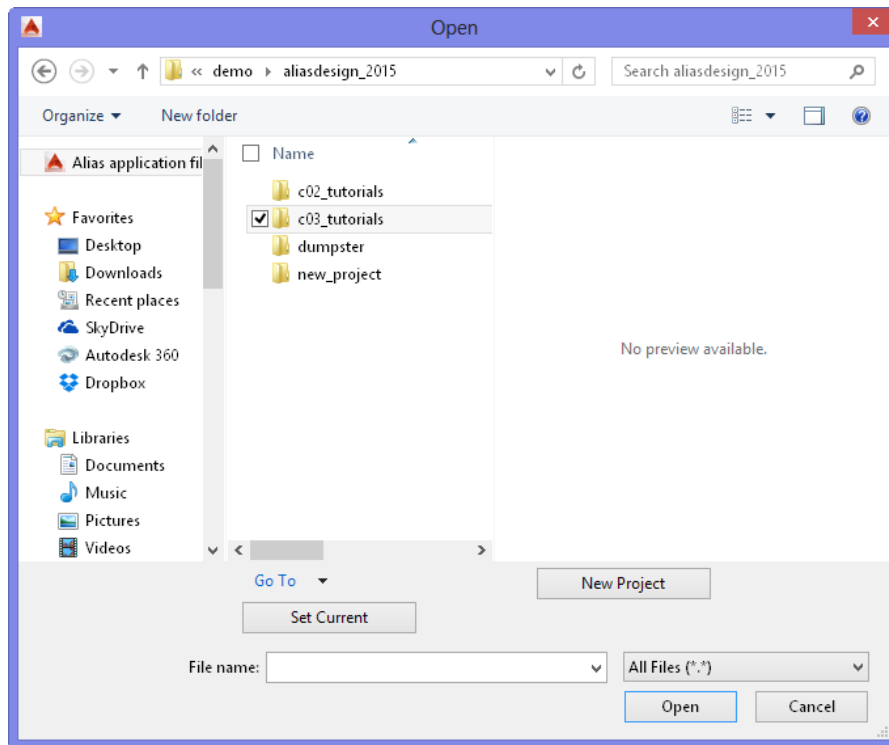 Open
« demo aliasdesign_2015
Search aliasdesign_2015
Organize
New folder
Alias application fil
Favorites
Desktop
Downloads
Recent places
SkyDrive
Autodesk 360
Dropbox
Libraries
Documents
Music
Pictures
Videos
Name
c02_tutorials
c03_tutorials
dumpster
new_project
No preview available.
Go To
New Project
Set Current
File name:
All Files (*.*)
Open
Cancel